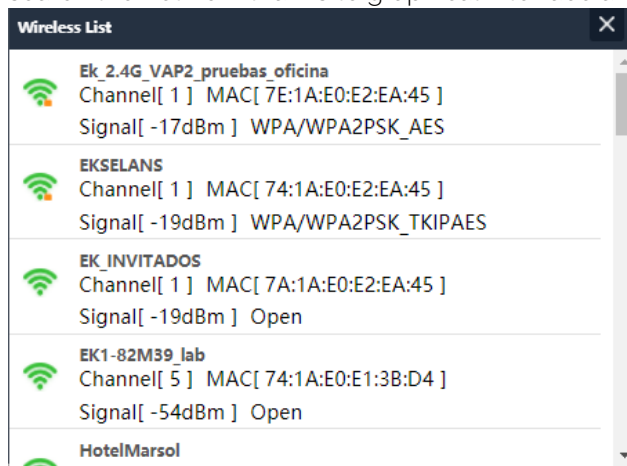 Wireless List
Ek_2.4G_VAP2_pruebas_oficina
Channel[ 1 ] MAC[ 7E:1A:E0:E2:EA:45 ]
Signal[ -17dBm ] WPA/WPA2PSK_AES
EKSELANS
Channel[ 1 ] MAC[ 74:1A:E0:E2:EA:45 ]
Signal[ -19dBm ] WPA/WPA2PSK_TKIPAES
EK_INVITADOS
Channel[ 1 ] MAC[ 7A:1A:E0:E2:EA:45 ]
Signal[ -19dBm ] Open
EK1-82M39_lab
Channel[ 5 ] MAC[ 74:1A:E0:E1:3B:D4 ]
Signal[ -54dBm ] Open
HotelMarsol